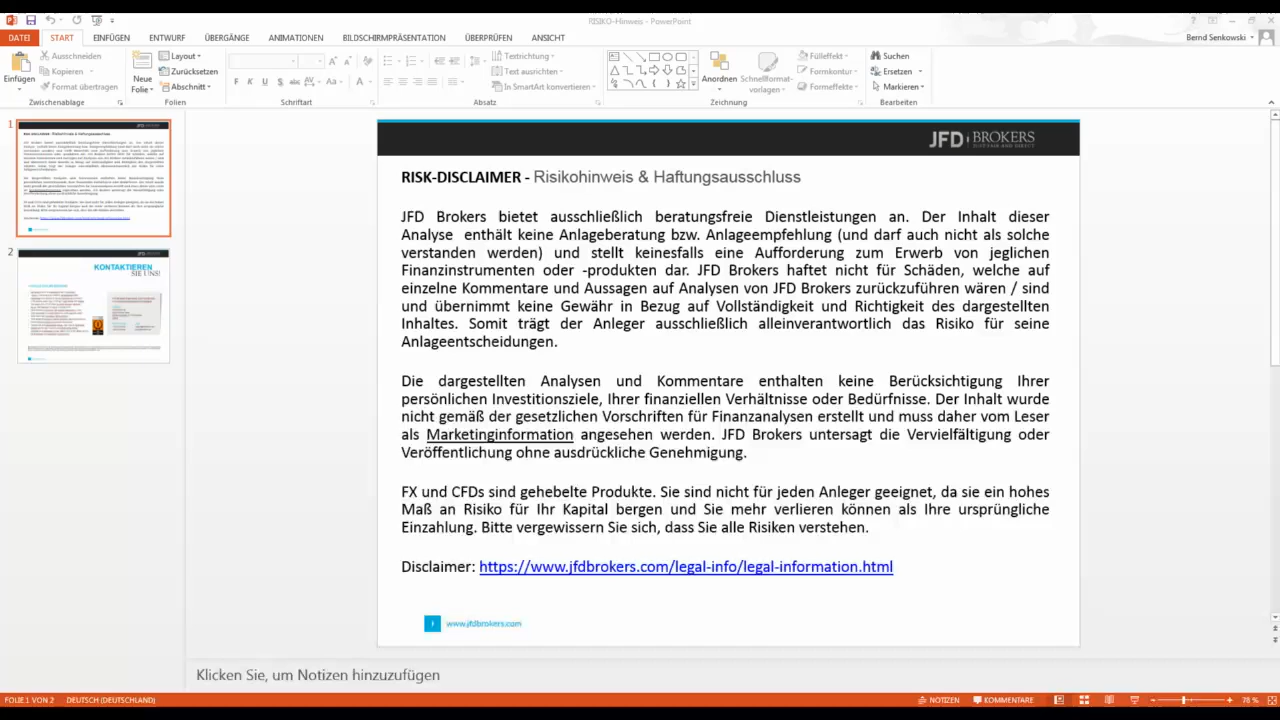 RISIKO-Hinweis - PowerPoint
DATEI START EINFÜGEN ENTWURF ÜBERGÄNGE ANIMATIONEN BILDSCHIRMPRÄSENTATION ÜBERPRÜFEN ANSICHT
Bernd Senkowski
Einfügen
Ausschneiden
Kopieren
Format übertragen
Zwischenablage
Neue
Folie
Layout
Zurücksetzen
Abschnitt
Folien
F K U S abc AV Aa A
Schriftart
Textrichtung
Text ausrichten
In SmartArt konvertieren
Absatz
Anordnen
Schnellformat-
vorlagen
Fülleffekt
Formkontur
Formeffekte
Zeichnung
Suchen
Ersetzen
Markieren
Bearbeiten
1
2
KONTAKTIEREN
SIE UNS!
JFD BROKERS
RISK-DISCLAIMER - Risikohinweis & Haftungsausschluss
JFD Brokers bietet ausschließlich beratungsfreie Dienstleistungen an. Der Inhalt dieser
Analyse enthält keine Anlageberatung bzw. Anlageempfehlung (und darf auch nicht als solche
verstanden werden) und stellt keinesfalls eine Aufforderung zum Erwerb von jeglichen
Finanzinstrumenten oder -produkten dar. JFD Brokers haftet nicht für Schäden, welche auf
einzelne Kommentare und Aussagen auf Analysen von JFD Brokers zurückzuführen wären / sind
und übernimmt keine Gewähr in Bezug auf Vollständigkeit und Richtigkeit des dargestellten
Inhaltes. Somit trägt der Anleger ausschließlich alleinverantwortlich das Risiko für seine
Anlageentscheidungen.
Die dargestellten Analysen und Kommentare enthalten keine Berücksichtigung Ihrer
persönlichen Investitionsziele, Ihrer finanziellen Verhältnisse oder Bedürfnisse. Der Inhalt wurde
nicht gemäß der gesetzlichen Vorschriften für Finanzanalysen erstellt und muss daher vom Leser
als Marketinginformation angesehen werden. JFD Brokers untersagt die Vervielfältigung oder
Veröffentlichung ohne ausdrückliche Genehmigung.
FX und CFDs sind gehebelte Produkte. Sie sind nicht für jeden Anleger geeignet, da sie ein hohes
Maß an Risiko für Ihr Kapital bergen und Sie mehr verlieren können als Ihre ursprüngliche
Einzahlung. Bitte vergewissern Sie sich, dass Sie alle Risiken verstehen.
Disclaimer: https://www.jfdbrokers.com/legal-info/legal-information.html
www.jfdbrokers.com
Klicken Sie, um Notizen hinzuzufügen
FOLIE 1 VON 2 DEUTSCH (DEUTSCHLAND) NOTIZEN KOMMENTARE 78 %